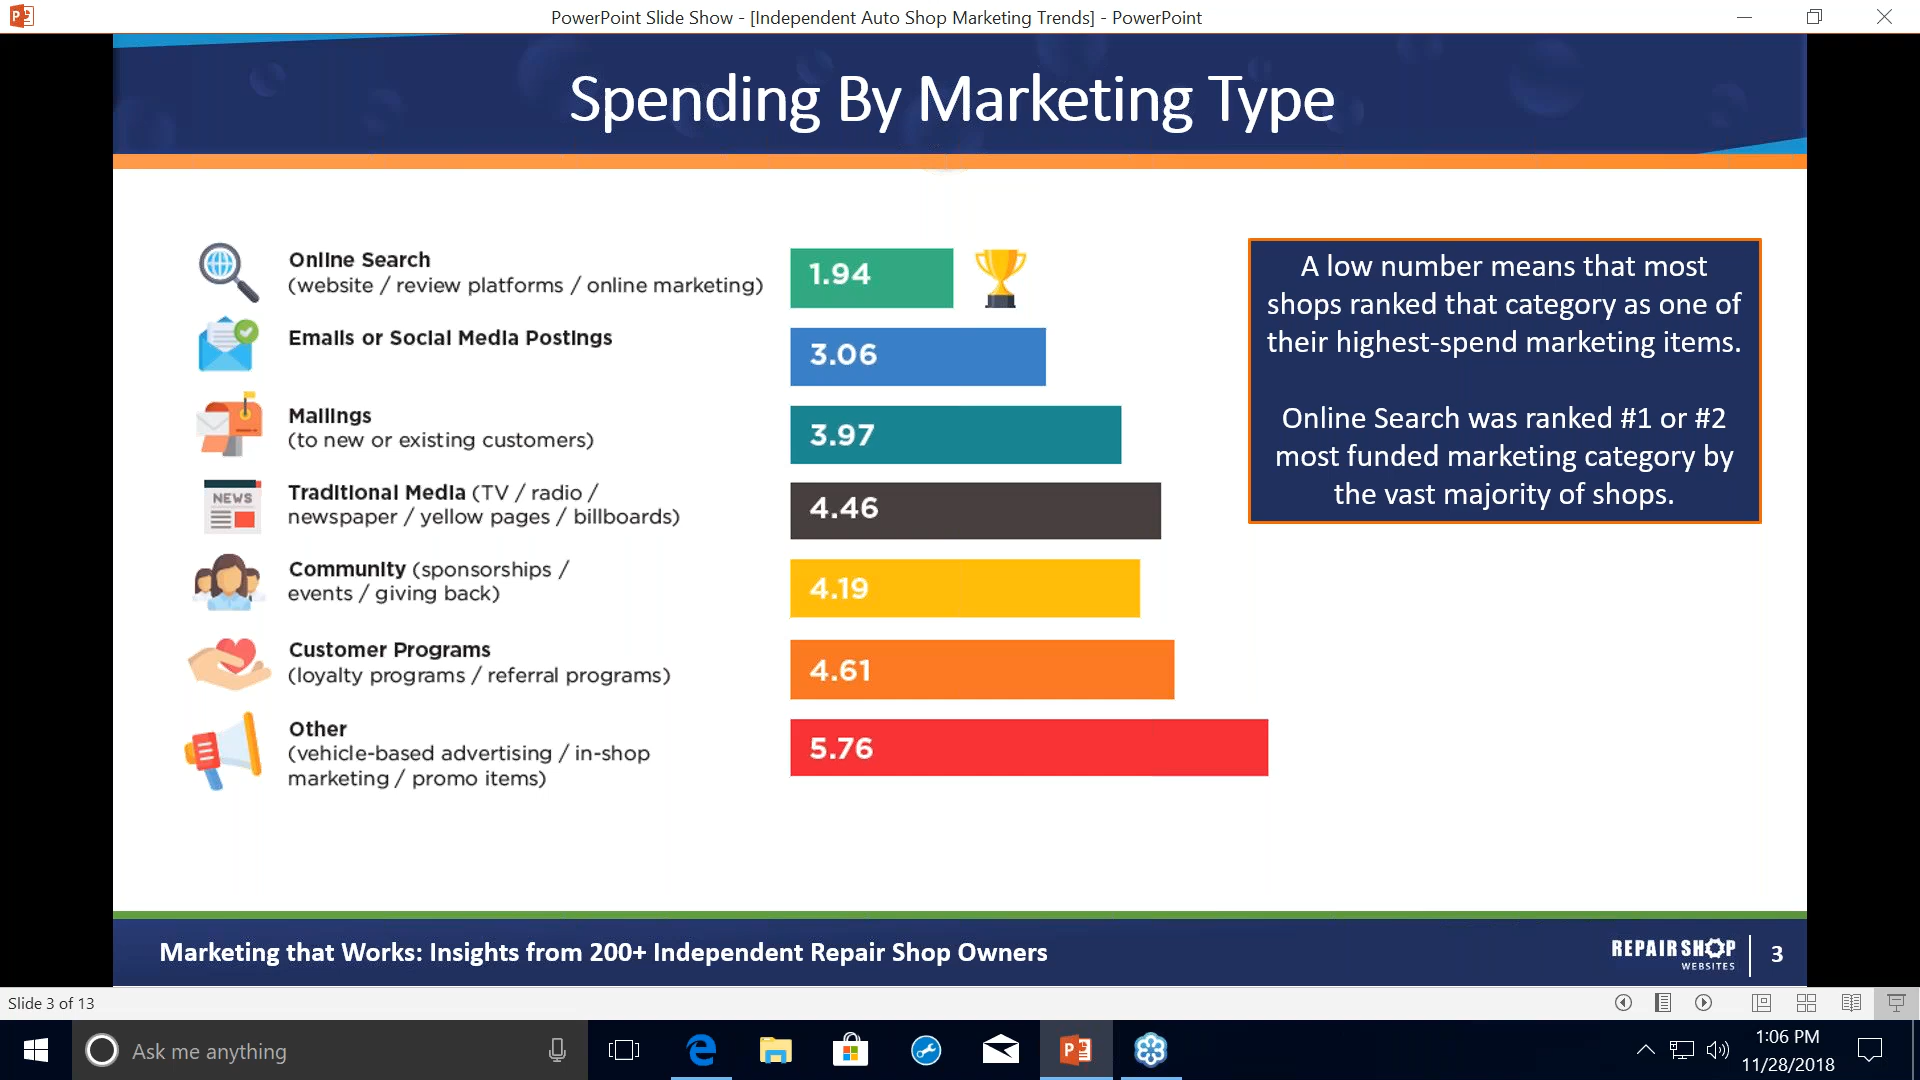 PowerPoint Slide Show - [Independent Auto Shop Marketing Trends] - PowerPoint
Spending By Marketing Type
Online Search
(website / review platforms / online marketing)
1.94
Emails or Social Media Postings
3.06
Mailings
(to new or existing customers)
3.97
NEWS
Traditional Media (TV / radio /
newspaper / yellow pages / billboards)
4.46
Community (sponsorships /
events / giving back)
4.19
Customer Programs
(loyalty programs / referral programs)
4.61
Other
(vehicle-based advertising / in-shop
marketing / promo items)
5.76
A low number means that most
shops ranked that category as one of
their highest-spend marketing items.
Online Search was ranked #1 or #2
most funded marketing category by
the vast majority of shops.
Marketing that Works: Insights from 200+ Independent Repair Shop Owners
REPAIR SHOP
WEBSITES
3
Slide 3 of 13
Ask me anything
1:06 PM
11/28/2018